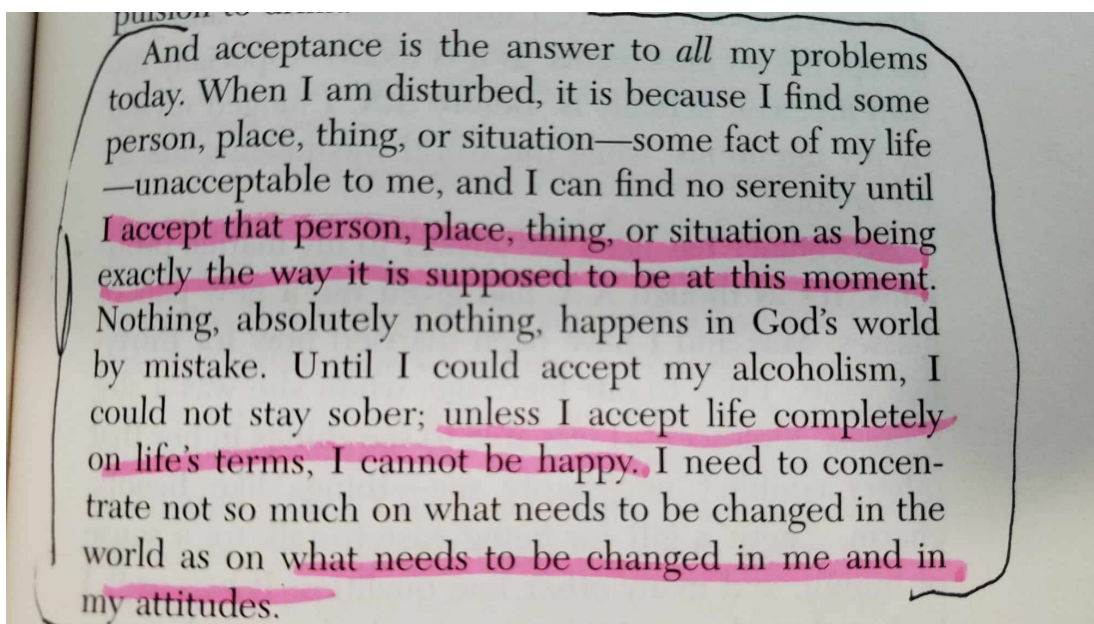 And acceptance is the answer to all my problems
today. When I am disturbed, it is because I find some
person, place, thing, or situation—some fact of my life
—unacceptable to me, and I can find no serenity until
I accept that person, place, thing, or situation as being
exactly the way it is supposed to be at this moment.
Nothing, absolutely nothing, happens in God's world
by mistake. Until I could accept my alcoholism, I
could not stay sober; unless I accept life completely
on life's terms, I cannot be happy. I need to concen-
trate not so much on what needs to be changed in the
world as on what needs to be changed in me and in
my attitudes.